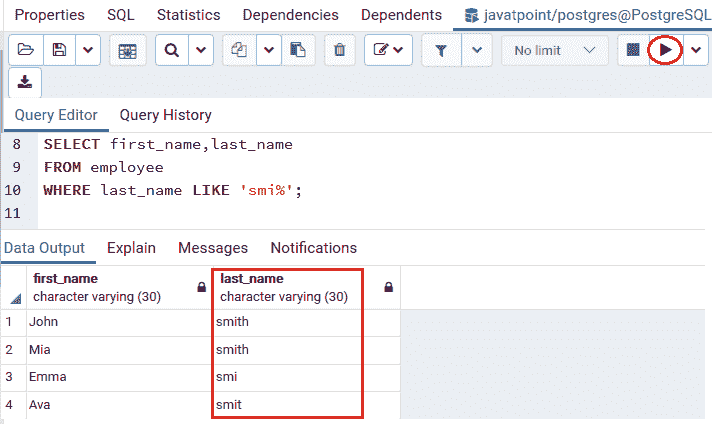 Properties SQL Statistics Dependencies Dependents javatpoint/postgres@PostgreSQL
No limit
Query Editor Query History
8 SELECT first_name,last_name
9 FROM employee
10 WHERE last_name LIKE 'smi%';
11
Data Output Explain Messages Notifications
first_name last_name
character varying (30) character varying (30)
1 John smith
2 Mia smith
3 Emma smi
4 Ava smit